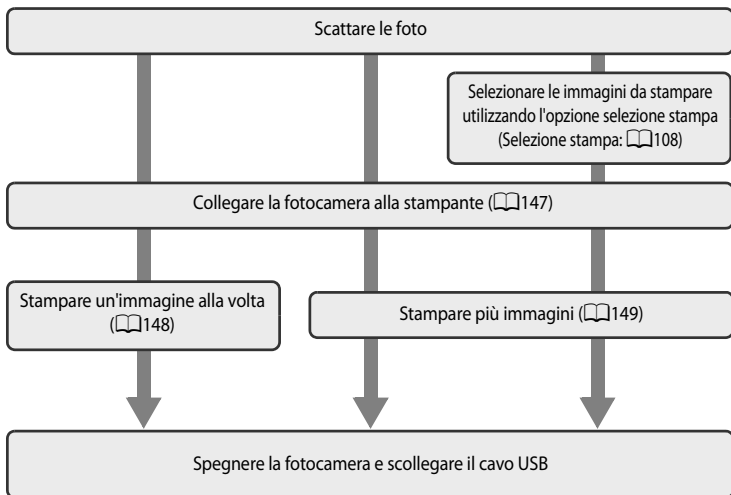 Scattare le foto
Selezionare le immagini da stampare
utilizzando l'opzione selezione stampa
(Selezione stampa: 108)
Collegare la fotocamera alla stampante (147)
Stampare un'immagine alla volta
(148)
Stampare più immagini (149)
Spegnere la fotocamera e scollegare il cavo USB